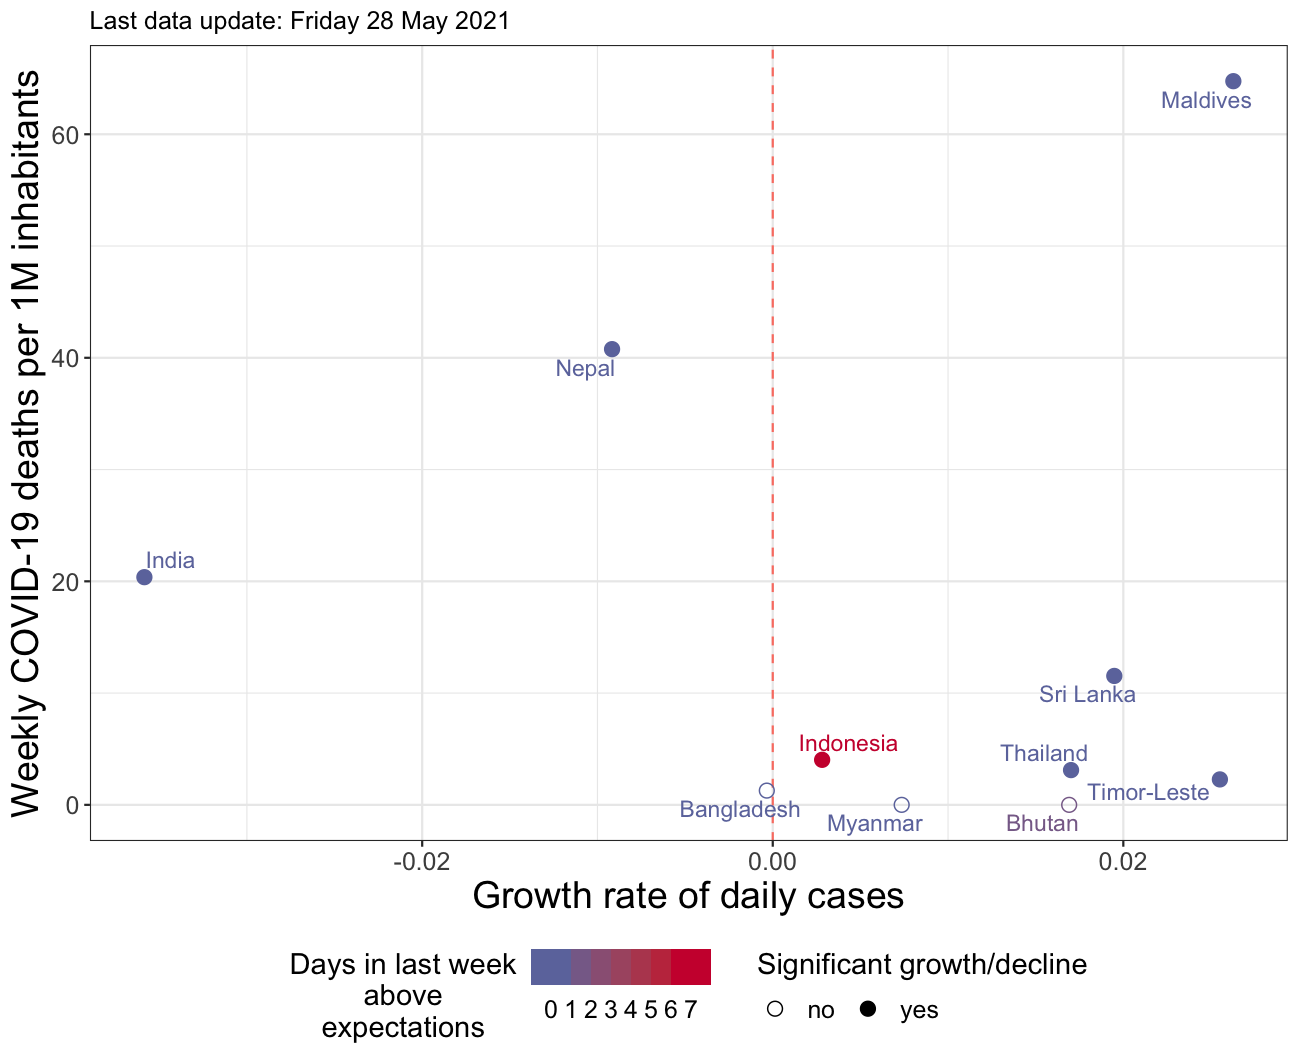 Last data update: Friday 28 May 2021
Weekly COVID-19 deaths per 1M inhabitants
60
40
20
0
Maldives
Nepal
India
Sri Lanka
Indonesia
Thailand
Timor-Leste
Bangladesh
Myanmar
Bhutan
-0.02
0.00
0.02
Growth rate of daily cases
Days in last week
above
expectations
0 1 2 3 4 5 6 7
Significant growth/decline
no
yes